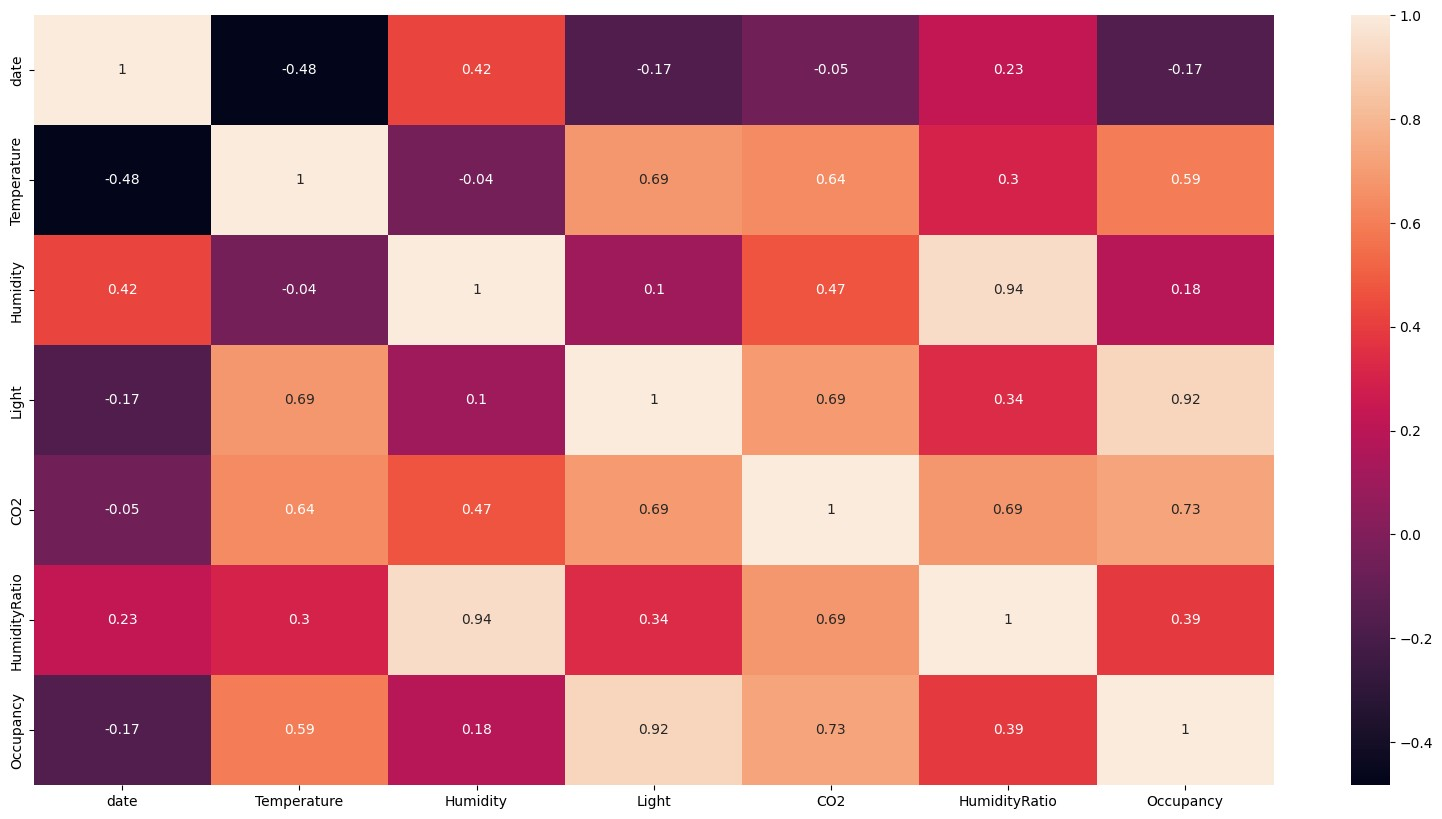 date 1 -0.48 0.42 -0.17 -0.05 0.23 -0.17
Temperature -0.48 1 -0.04 0.69 0.64 0.3 0.59
Humidity 0.42 -0.04 1 0.1 0.47 0.94 0.18
Light -0.17 0.69 0.1 1 0.69 0.34 0.92
CO2 -0.05 0.64 0.47 0.69 1 0.69 0.73
HumidityRatio 0.23 0.3 0.94 0.34 0.69 1 0.39
Occupancy -0.17 0.59 0.18 0.92 0.73 0.39 1
date Temperature Humidity Light CO2 HumidityRatio Occupancy
1.0
0.8
0.6
0.4
0.2
0.0
−0.2
−0.4